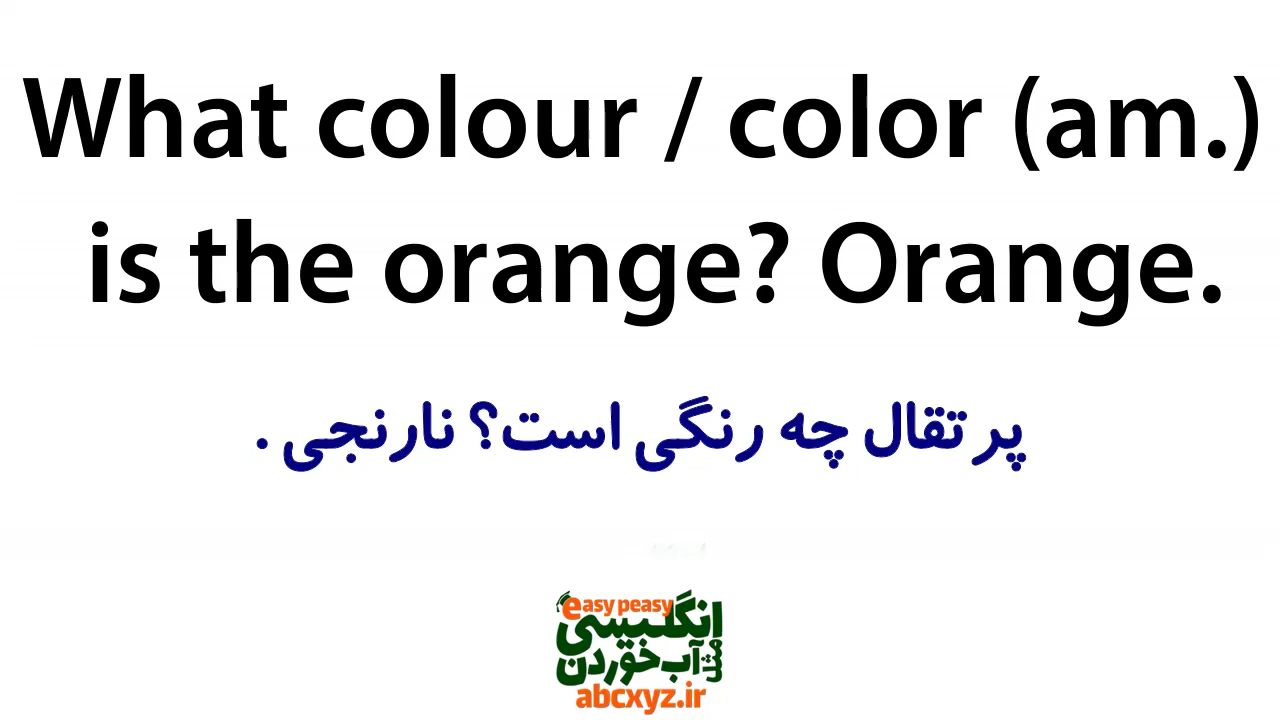 What colour / color (am.)
is the orange? Orange.
پرتقال چه رنگی است؟ نارنجی .
easy peasy
انگلیسی
مثل آب خوردن
abcxyz.ir